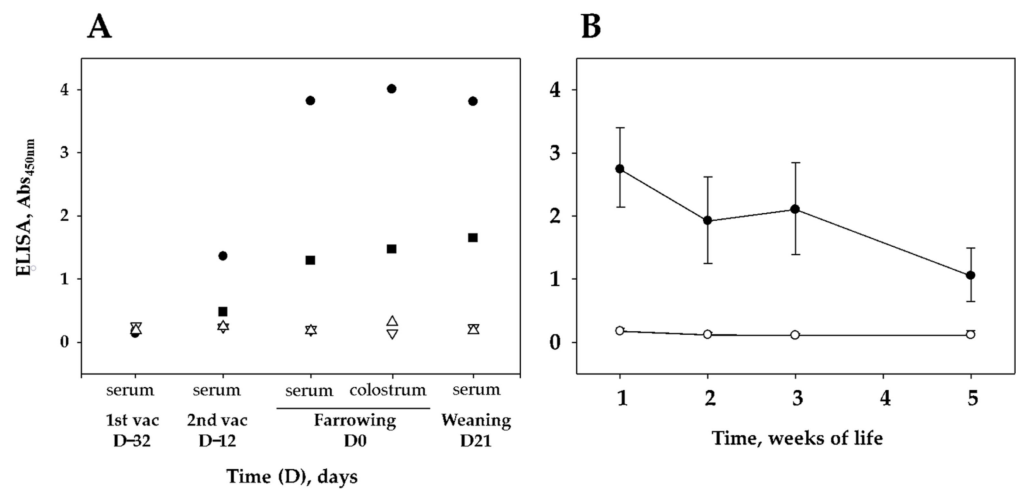 A
B
ELISA, Abs450nm
4
3
2
1
0
serum serum serum colostrum serum
1st vac 2nd vac Farrowing Weaning
D-32 D-12 D0 D21
Time (D), days
4
3
2
1
0
1 2 3 4 5
Time, weeks of life